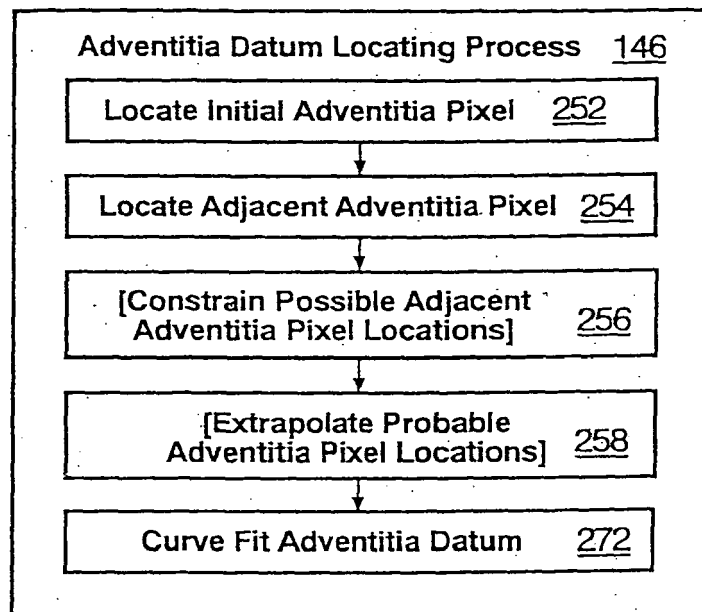 Adventitia Datum Locating Process 146
Locate Initial Adventitia Pixel 252
Locate Adjacent Adventitia Pixel 254
[Constrain Possible Adjacent
Adventitia Pixel Locations] 256
[Extrapolate Probable
Adventitia Pixel Locations] 258
Curve Fit Adventitia Datum 272